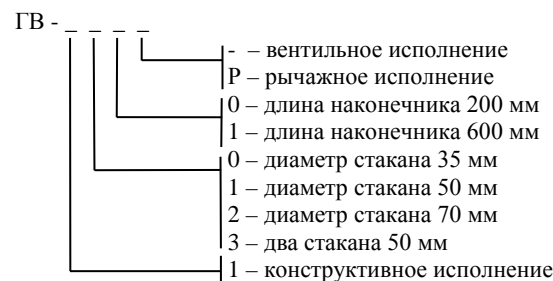 ГВ - _ _ _ _
- – вентильное исполнение
Р – рычажное исполнение
0 – длина наконечника 200 мм
1 – длина наконечника 600 мм
0 – диаметр стакана 35 мм
1 – диаметр стакана 50 мм
2 – диаметр стакана 70 мм
3 – два стакана 50 мм
1 – конструктивное исполнение